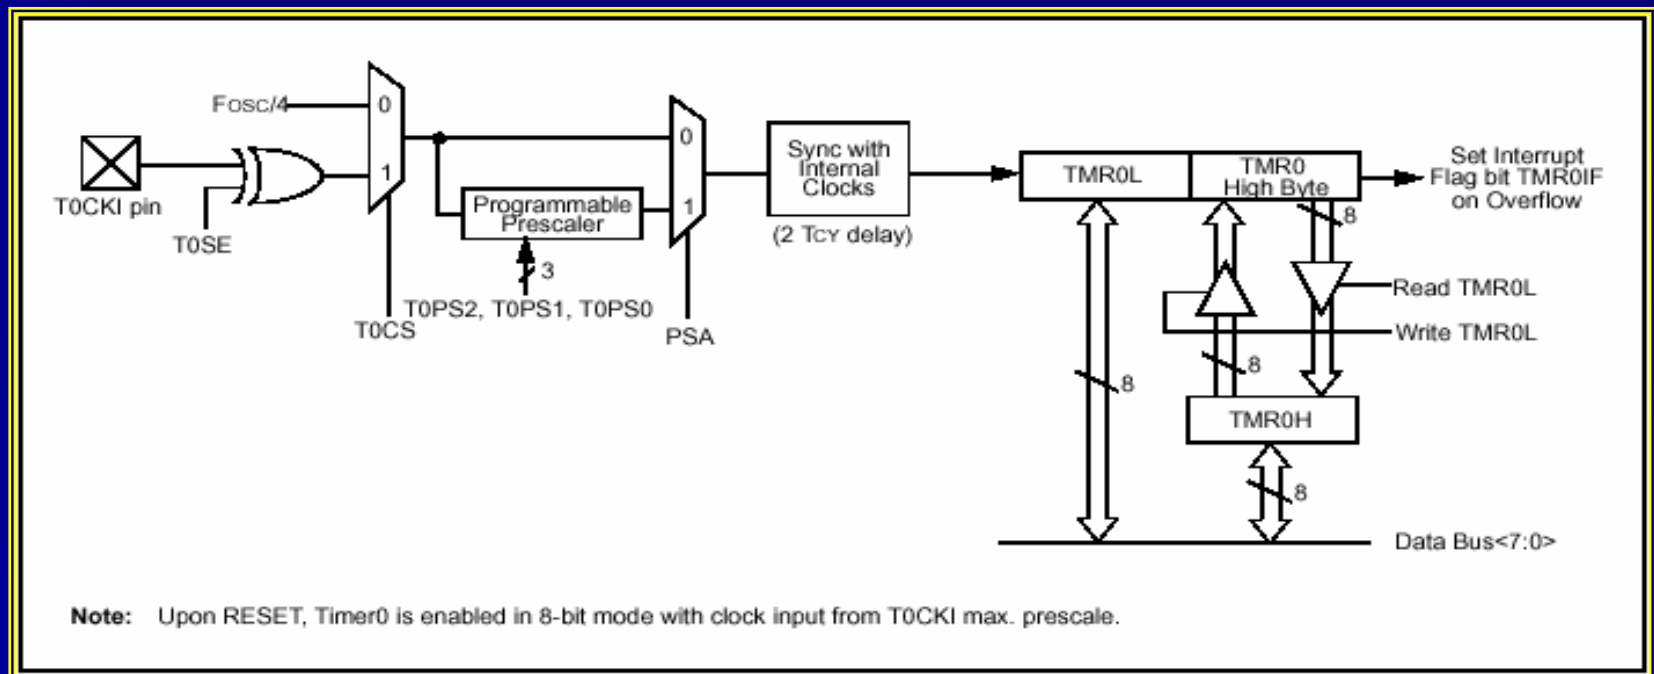 Fosc/4
0
1
T0CKI pin
T0SE
T0CS
Programmable
Prescaler
3
T0PS2, T0PS1, T0PS0
0
1
PSA
Sync with
Internal
Clocks
(2 TCY delay)
TMR0L
TMR0
High Byte
Set Interrupt
Flag bit TMR0IF
on Overflow
8
Read TMR0L
Write TMR0L
8
8
TMR0H
8
Data Bus<7:0>
Note: Upon RESET, Timer0 is enabled in 8-bit mode with clock input from T0CKI max. prescale.